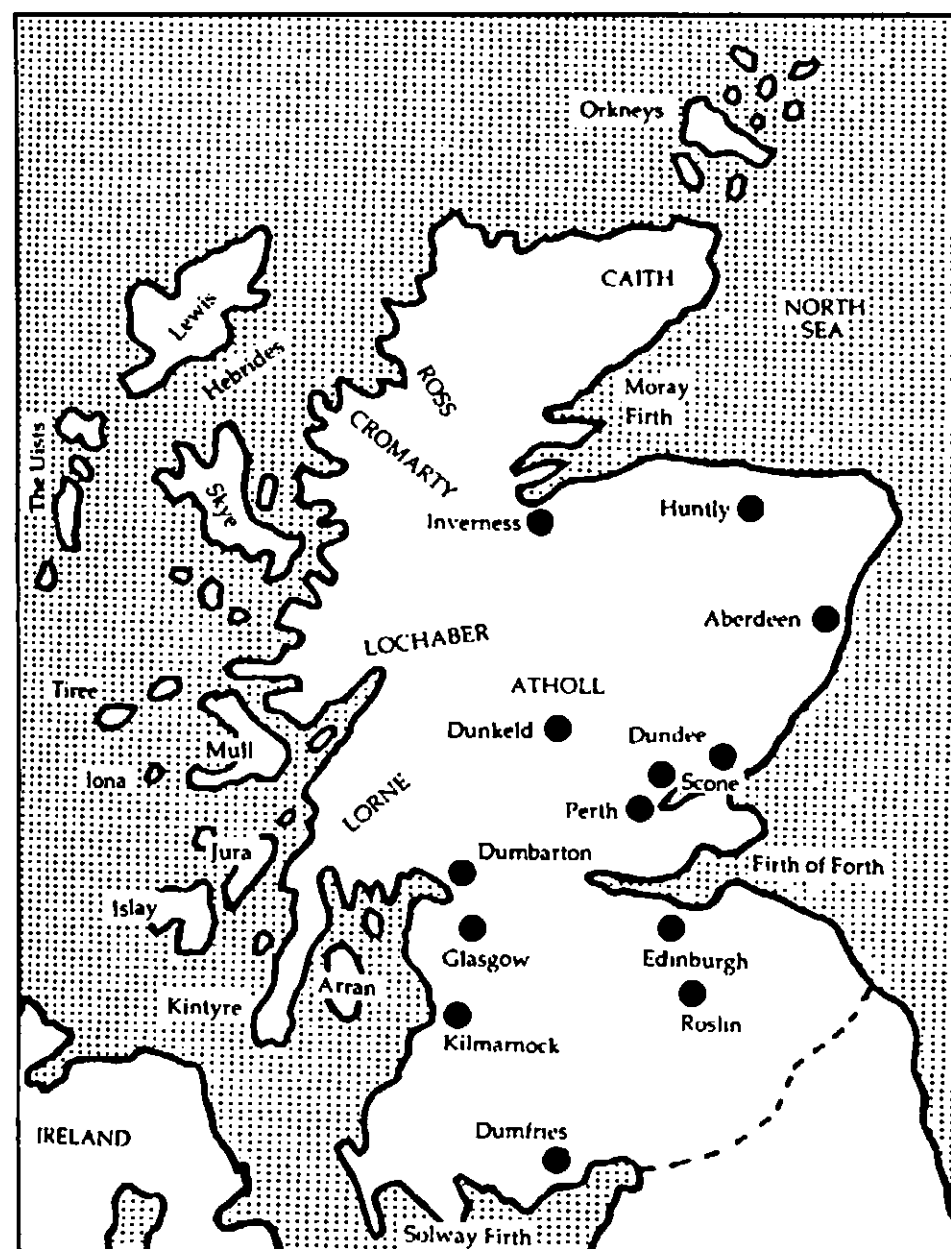 Orkneys
CAITH
NORTH
SEA
Lewis
Hebrides
ROSS
Moray
Firth
CROMARTY
The Uists
Skye
Inverness
Huntly
Aberdeen
LOCHABER
ATHOLL
Tiree
Dunkeld
Dundee
Mull
Iona
Scone
LORNE
Perth
Jura
Dumbarton
Firth of Forth
Islay
Glasgow
Edinburgh
Arran
Kintyre
Roslin
Kilmarnock
IRELAND
Dumfries
Solway Firth